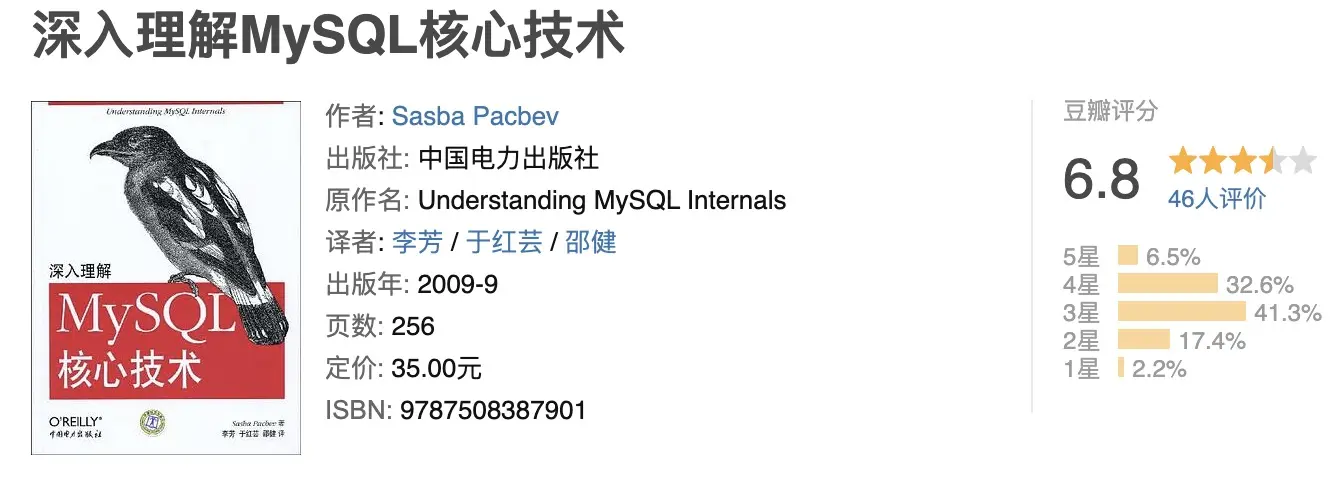 深入理解MySQL核心技术
Understanding MySQL Internals
深入理解
MySQL
核心技术
O'REILLY®
中国电力出版社
Sasba Pacbev 著
李芳 于红芸 邵健 译
作者: Sasba Pacbev
出版社: 中国电力出版社
原作名: Understanding MySQL Internals
译者: 李芳 / 于红芸 / 邵健
出版年: 2009-9
页数: 256
定价: 35.00元
ISBN: 9787508387901
豆瓣评分
6.8
46人评价
5星 6.5%
4星 32.6%
3星 41.3%
2星 17.4%
1星 2.2%